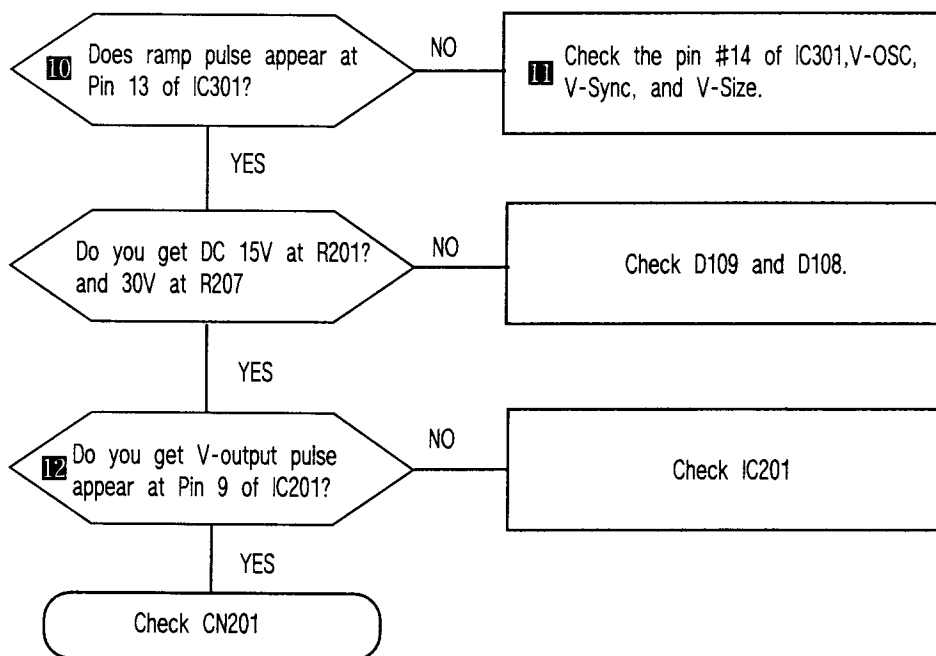 10 Does ramp pulse appear at
Pin 13 of IC301?
NO
11 Check the pin #14 of IC301,V-OSC,
V-Sync, and V-Size.
YES
Do you get DC 15V at R201?
and 30V at R207
NO
Check D109 and D108.
YES
12 Do you get V-output pulse
appear at Pin 9 of IC201?
NO
Check IC201
YES
Check CN201